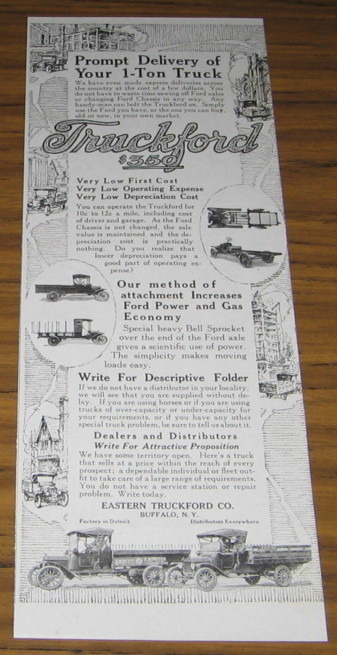 Prompt Delivery of
Your 1-Ton Truck
We have even made express deliveries across
the country at the cost of a few dollars. You
do not have to waste time sawing off Ford axles
or changing Ford Chassis in any way. Any
handy-man can bolt the Truckford on. Simply
use the Ford you have, or the one you can buy,
old or new, in your own market.
Truckford
$350
Very Low First Cost
Very Low Operating Expense
Very Low Depreciation Cost
You can operate the Truckford for
10c to 12c a mile, including cost
of driver and garage. As the Ford
Chassis is not changed, the sale
value is maintained and the de-
preciation cost is practically
nothing. Do you realize that
lower depreciation pays a
good part of operating ex-
pense?
Our method of
attachment Increases
Ford Power and Gas
Economy
Special heavy Bell Sprocket
over the end of the Ford axle
gives a scientific use of power.
The simplicity makes moving
loads easy.
Write For Descriptive Folder
If we do not have a distributor in your locality,
we will see that you are supplied without de-
lay. If you are using horses or if you are using
trucks of over-capacity or under-capacity for
your requirements, or if you have any other
special truck problem, be sure to tell us about it.
Dealers and Distributors
Write For Attractive Proposition
We have some territory open. Here's a truck
that sells at a price within the reach of every
prospect; a dependable individual or fleet out-
fit to take care of a large range of requirements.
You do not have a service station or repair
problem. Write today.
EASTERN TRUCKFORD CO.
BUFFALO, N. Y.
Factory in Detroit Distributors Everywhere